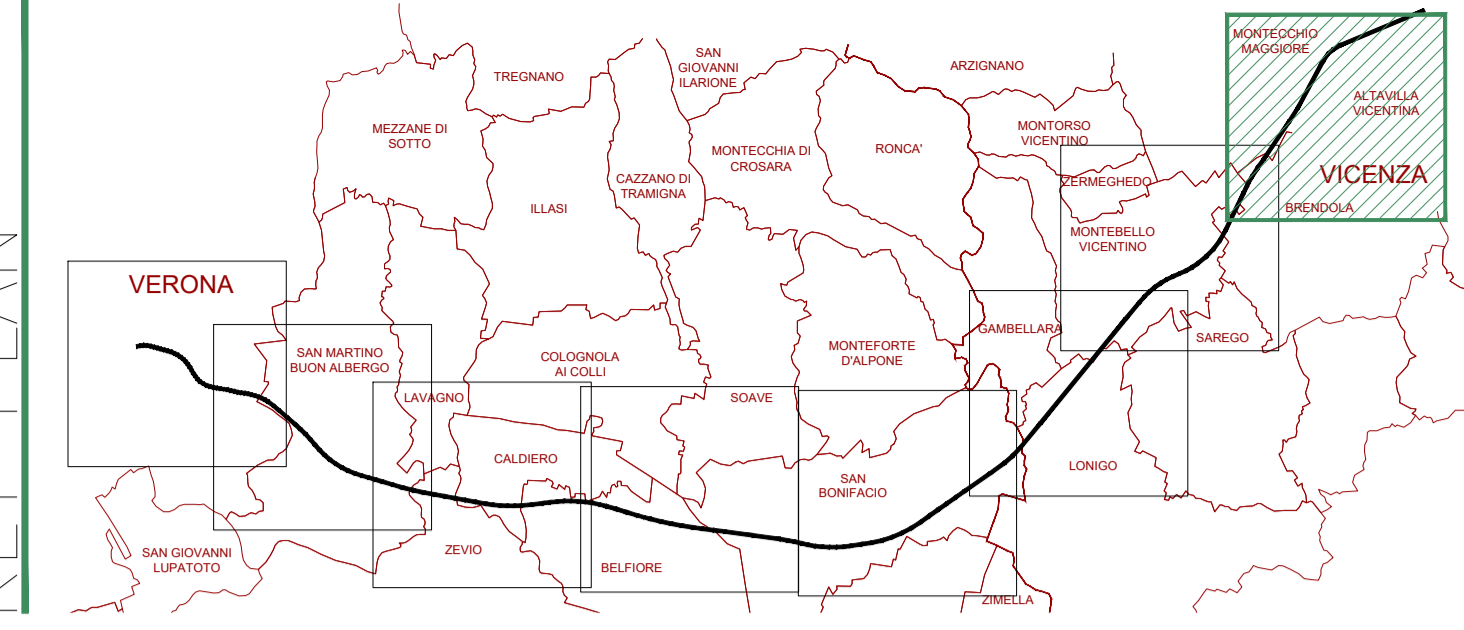 MONTECCHIO
MAGGIORE
SAN
GIOVANNI
ILARIONE
ARZIGNANO
TREGNANO
ALTAVILLA
VICENTINA
MEZZANE DI
SOTTO
MONTORSO
VICENTINO
MONTECCHIA DI
CROSARA
RONCA'
CAZZANO DI
TRAMIGNA
VICENZA
ZERMEGHEDO
ILLASI
BRENDOLA
MONTEBELLO
VICENTINO
VERONA
GAMBELLARA
SAREGO
SAN MARTINO
BUON ALBERGO
COLOGNOLA
AI COLLI
MONTEFORTE
D'ALPONE
LAVAGNO
SOAVE
CALDIERO
LONIGO
SAN
BONIFACIO
SAN GIOVANNI
LUPATOTO
ZEVIO
BELFIORE
ZIMELLA